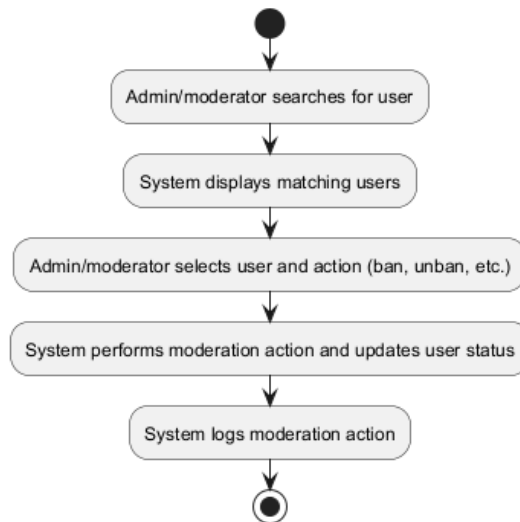 Admin/moderator searches for user
System displays matching users
Admin/moderator selects user and action (ban, unban, etc.)
System performs moderation action and updates user status
System logs moderation action